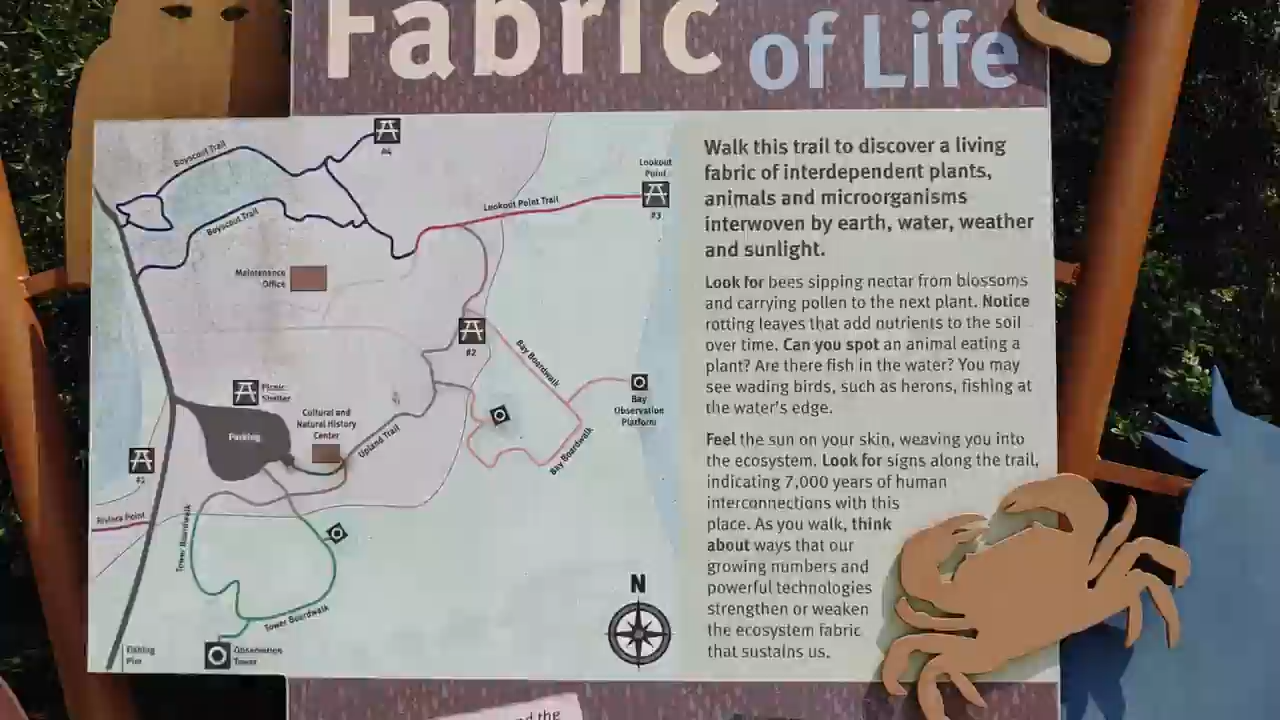 Fabric of Life
Boyscout Trail
#4
Lookout
Point
#3
Lookout Point Trail
Boyscout Trail
Maintenance
Office
#2
Bay Boardwalk
Picnic
Shelter
Cultural and
Natural History
Center
Bay
Observation
Platform
Parking
Upland Trail
Bay Boardwalk
#1
Riviera Point
Tower Boardwalk
Tower Boardwalk
N
Fishing
Pier
Observation
Tower
Walk this trail to discover a living
fabric of interdependent plants,
animals and microorganisms
interwoven by earth, water, weather
and sunlight.
Look for bees sipping nectar from blossoms
and carrying pollen to the next plant. Notice
rotting leaves that add nutrients to the soil
over time. Can you spot an animal eating a
plant? Are there fish in the water? You may
see wading birds, such as herons, fishing at
the water's edge.
Feel the sun on your skin, weaving you into
the ecosystem. Look for signs along the trail,
indicating 7,000 years of human
interconnections with this
place. As you walk, think
about ways that our
growing numbers and
powerful technologies
strengthen or weaken
the ecosystem fabric
that sustains us.
the